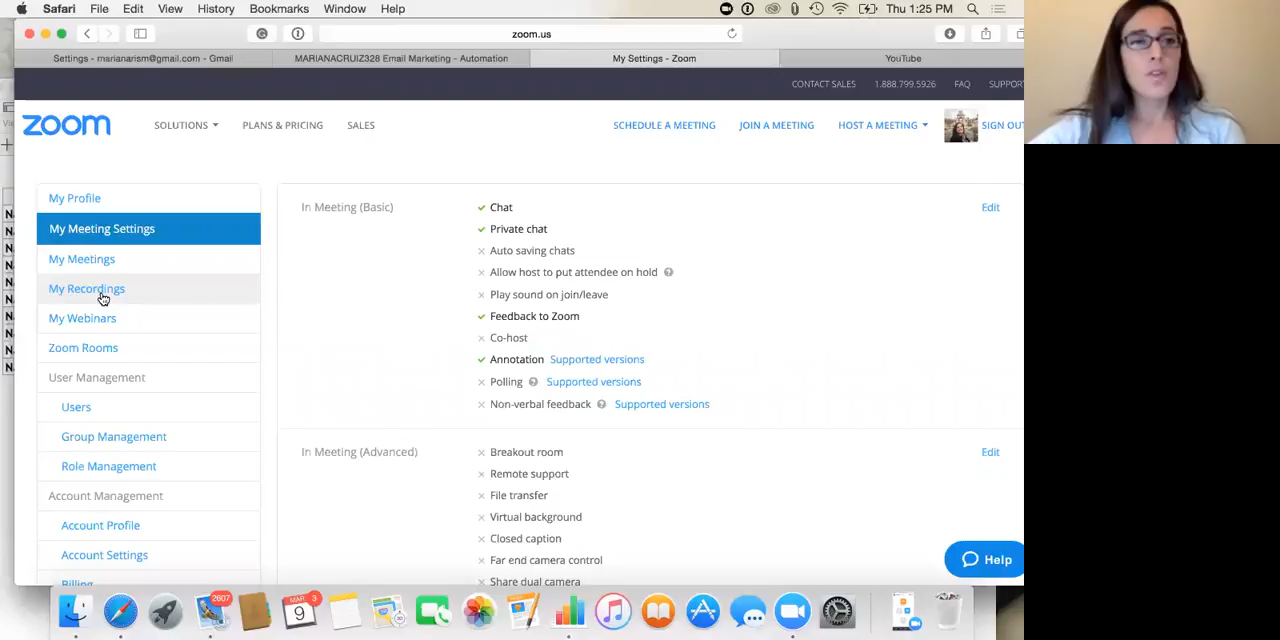 Safari File Edit View History Bookmarks Window Help Thu 1:25 PM
zoom.us
Settings - marianarism@gmail.com - Gmail MARIANACRUIZ328 Email Marketing - Automation My Settings - Zoom YouTube
CONTACT SALES 1.888.799.5926 FAQ SUPPORT
zoom SOLUTIONS PLANS & PRICING SALES SCHEDULE A MEETING JOIN A MEETING HOST A MEETING SIGN OUT
My Profile
My Meeting Settings
My Meetings
My Recordings
My Webinars
Zoom Rooms
User Management
Users
Group Management
Role Management
Account Management
Account Profile
Account Settings
Billing
In Meeting (Basic)
Chat
Edit
Private chat
Auto saving chats
Allow host to put attendee on hold
Play sound on join/leave
Feedback to Zoom
Co-host
Annotation Supported versions
Polling Supported versions
Non-verbal feedback Supported versions
In Meeting (Advanced)
Breakout room
Edit
Remote support
File transfer
Virtual background
Closed caption
Far end camera control
Share dual camera
Help
2607
MAR 3
9